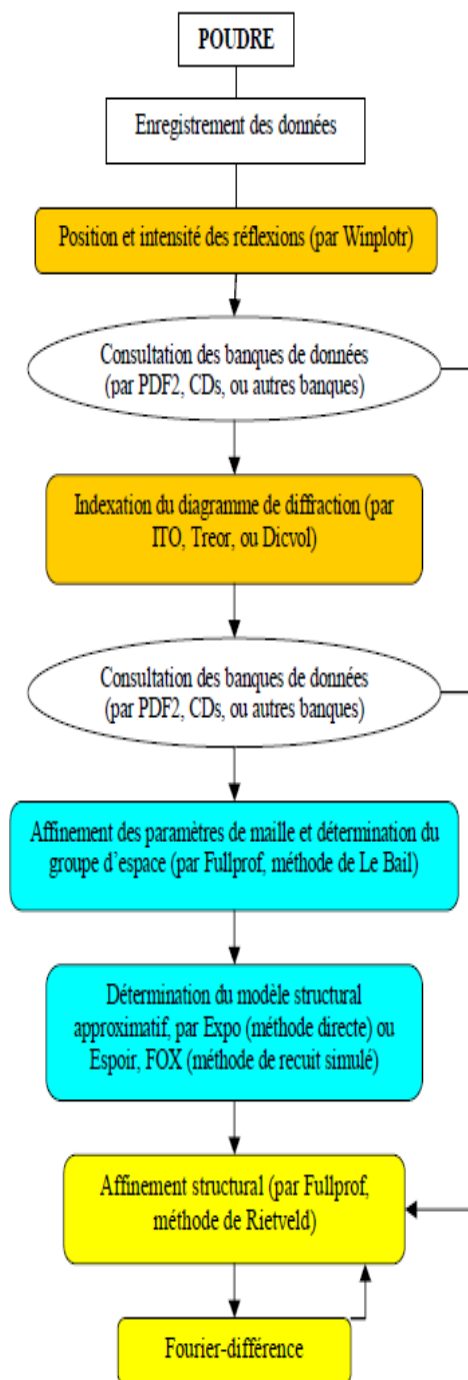 POUDRE
Enregistrement des données
Position et intensité des réflexions (par Winplotr)
Consultation des banques de données
(par PDF2, CDs, ou autres banques)
Indexation du diagramme de diffraction (par
ITO, Treor, ou Dicvol)
Consultation des banques de données
(par PDF2, CDs, ou autres banques)
Affinement des paramètres de maille et détermination du
groupe d'espace (par Fullprof, méthode de Le Bail)
Détermination du modèle structural
approximatif, par Expo (méthode directe) ou
Espoir, FOX (méthode de recuit simulé)
Affinement structural (par Fullprof,
méthode de Rietveld)
Fourier-différence